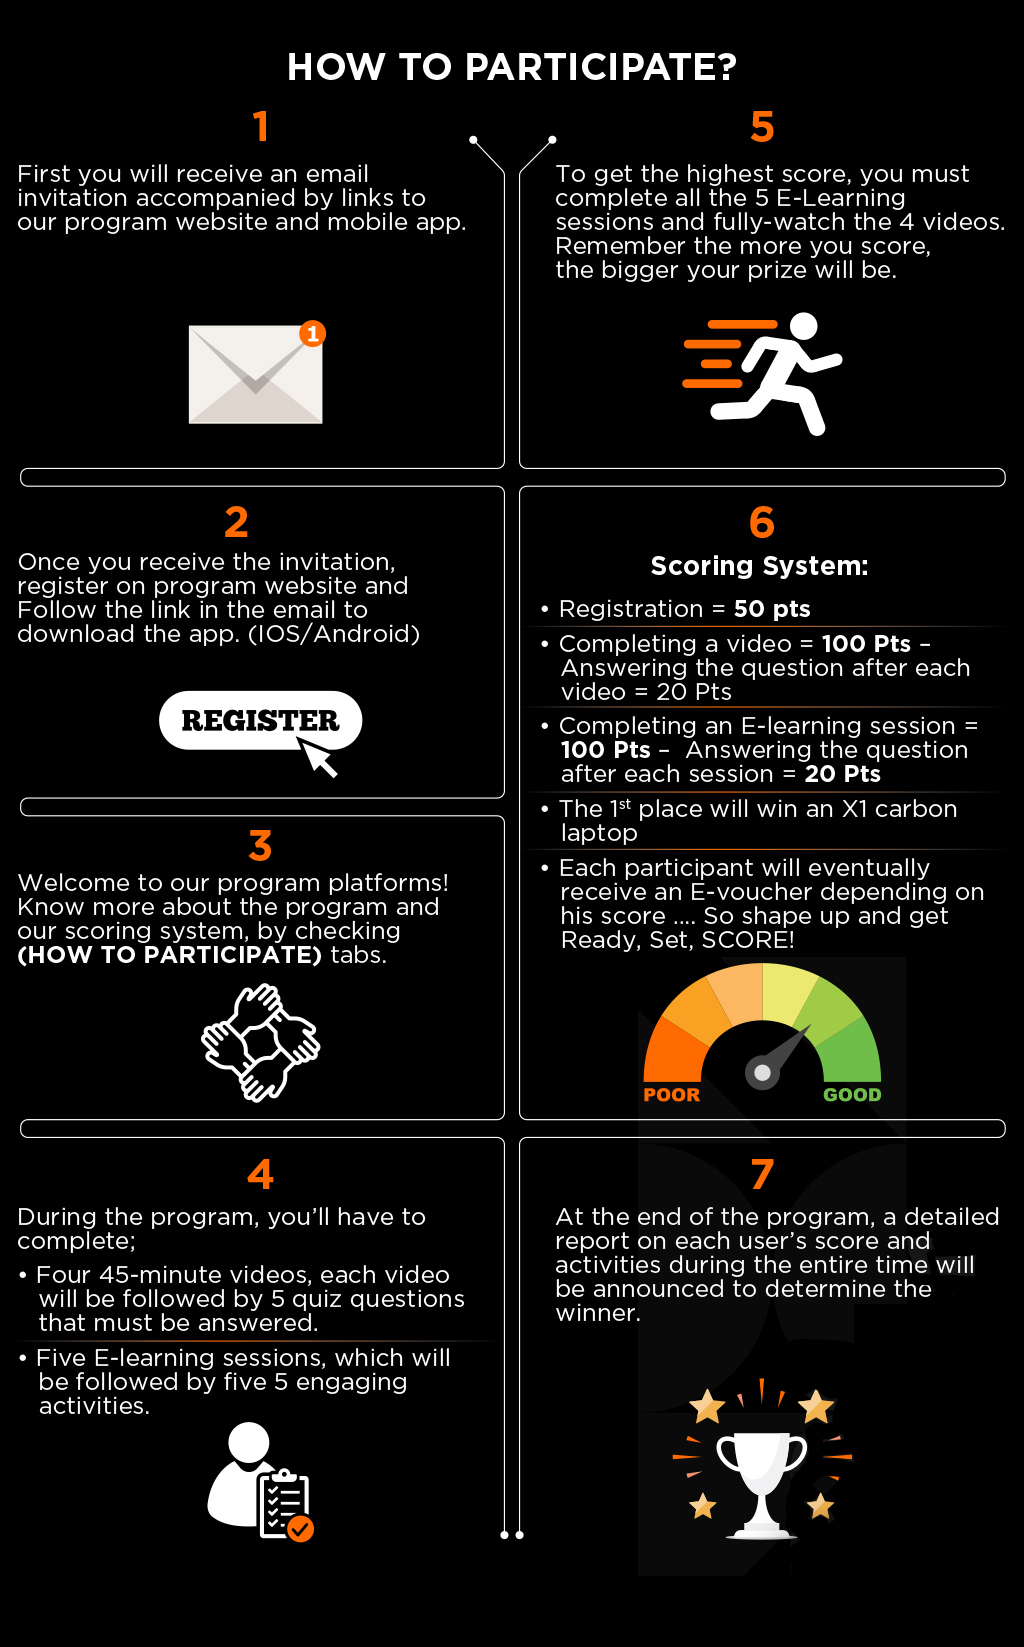 HOW TO PARTICIPATE?
1
First you will receive an email
invitation accompanied by links to
our program website and mobile app.
1
2
Once you receive the invitation,
register on program website and
Follow the link in the email to
download the app. (IOS/Android)
REGISTER
3
Welcome to our program platforms!
Know more about the program and
our scoring system, by checking
(HOW TO PARTICIPATE) tabs.
4
During the program, you’ll have to
complete;
• Four 45-minute videos, each video
will be followed by 5 quiz questions
that must be answered.
• Five E-learning sessions, which will
be followed by five 5 engaging
activities.
5
To get the highest score, you must
complete all the 5 E-Learning
sessions and fully-watch the 4 videos.
Remember the more you score,
the bigger your prize will be.
6
Scoring System:
• Registration = 50 pts
• Completing a video = 100 Pts –
Answering the question after each
video = 20 Pts
• Completing an E-learning session =
100 Pts – Answering the question
after each session = 20 Pts
• The 1st place will win an X1 carbon
laptop
• Each participant will eventually
receive an E-voucher depending on
his score .... So shape up and get
Ready, Set, SCORE!
POOR GOOD
7
At the end of the program, a detailed
report on each user’s score and
activities during the entire time will
be announced to determine the
winner.